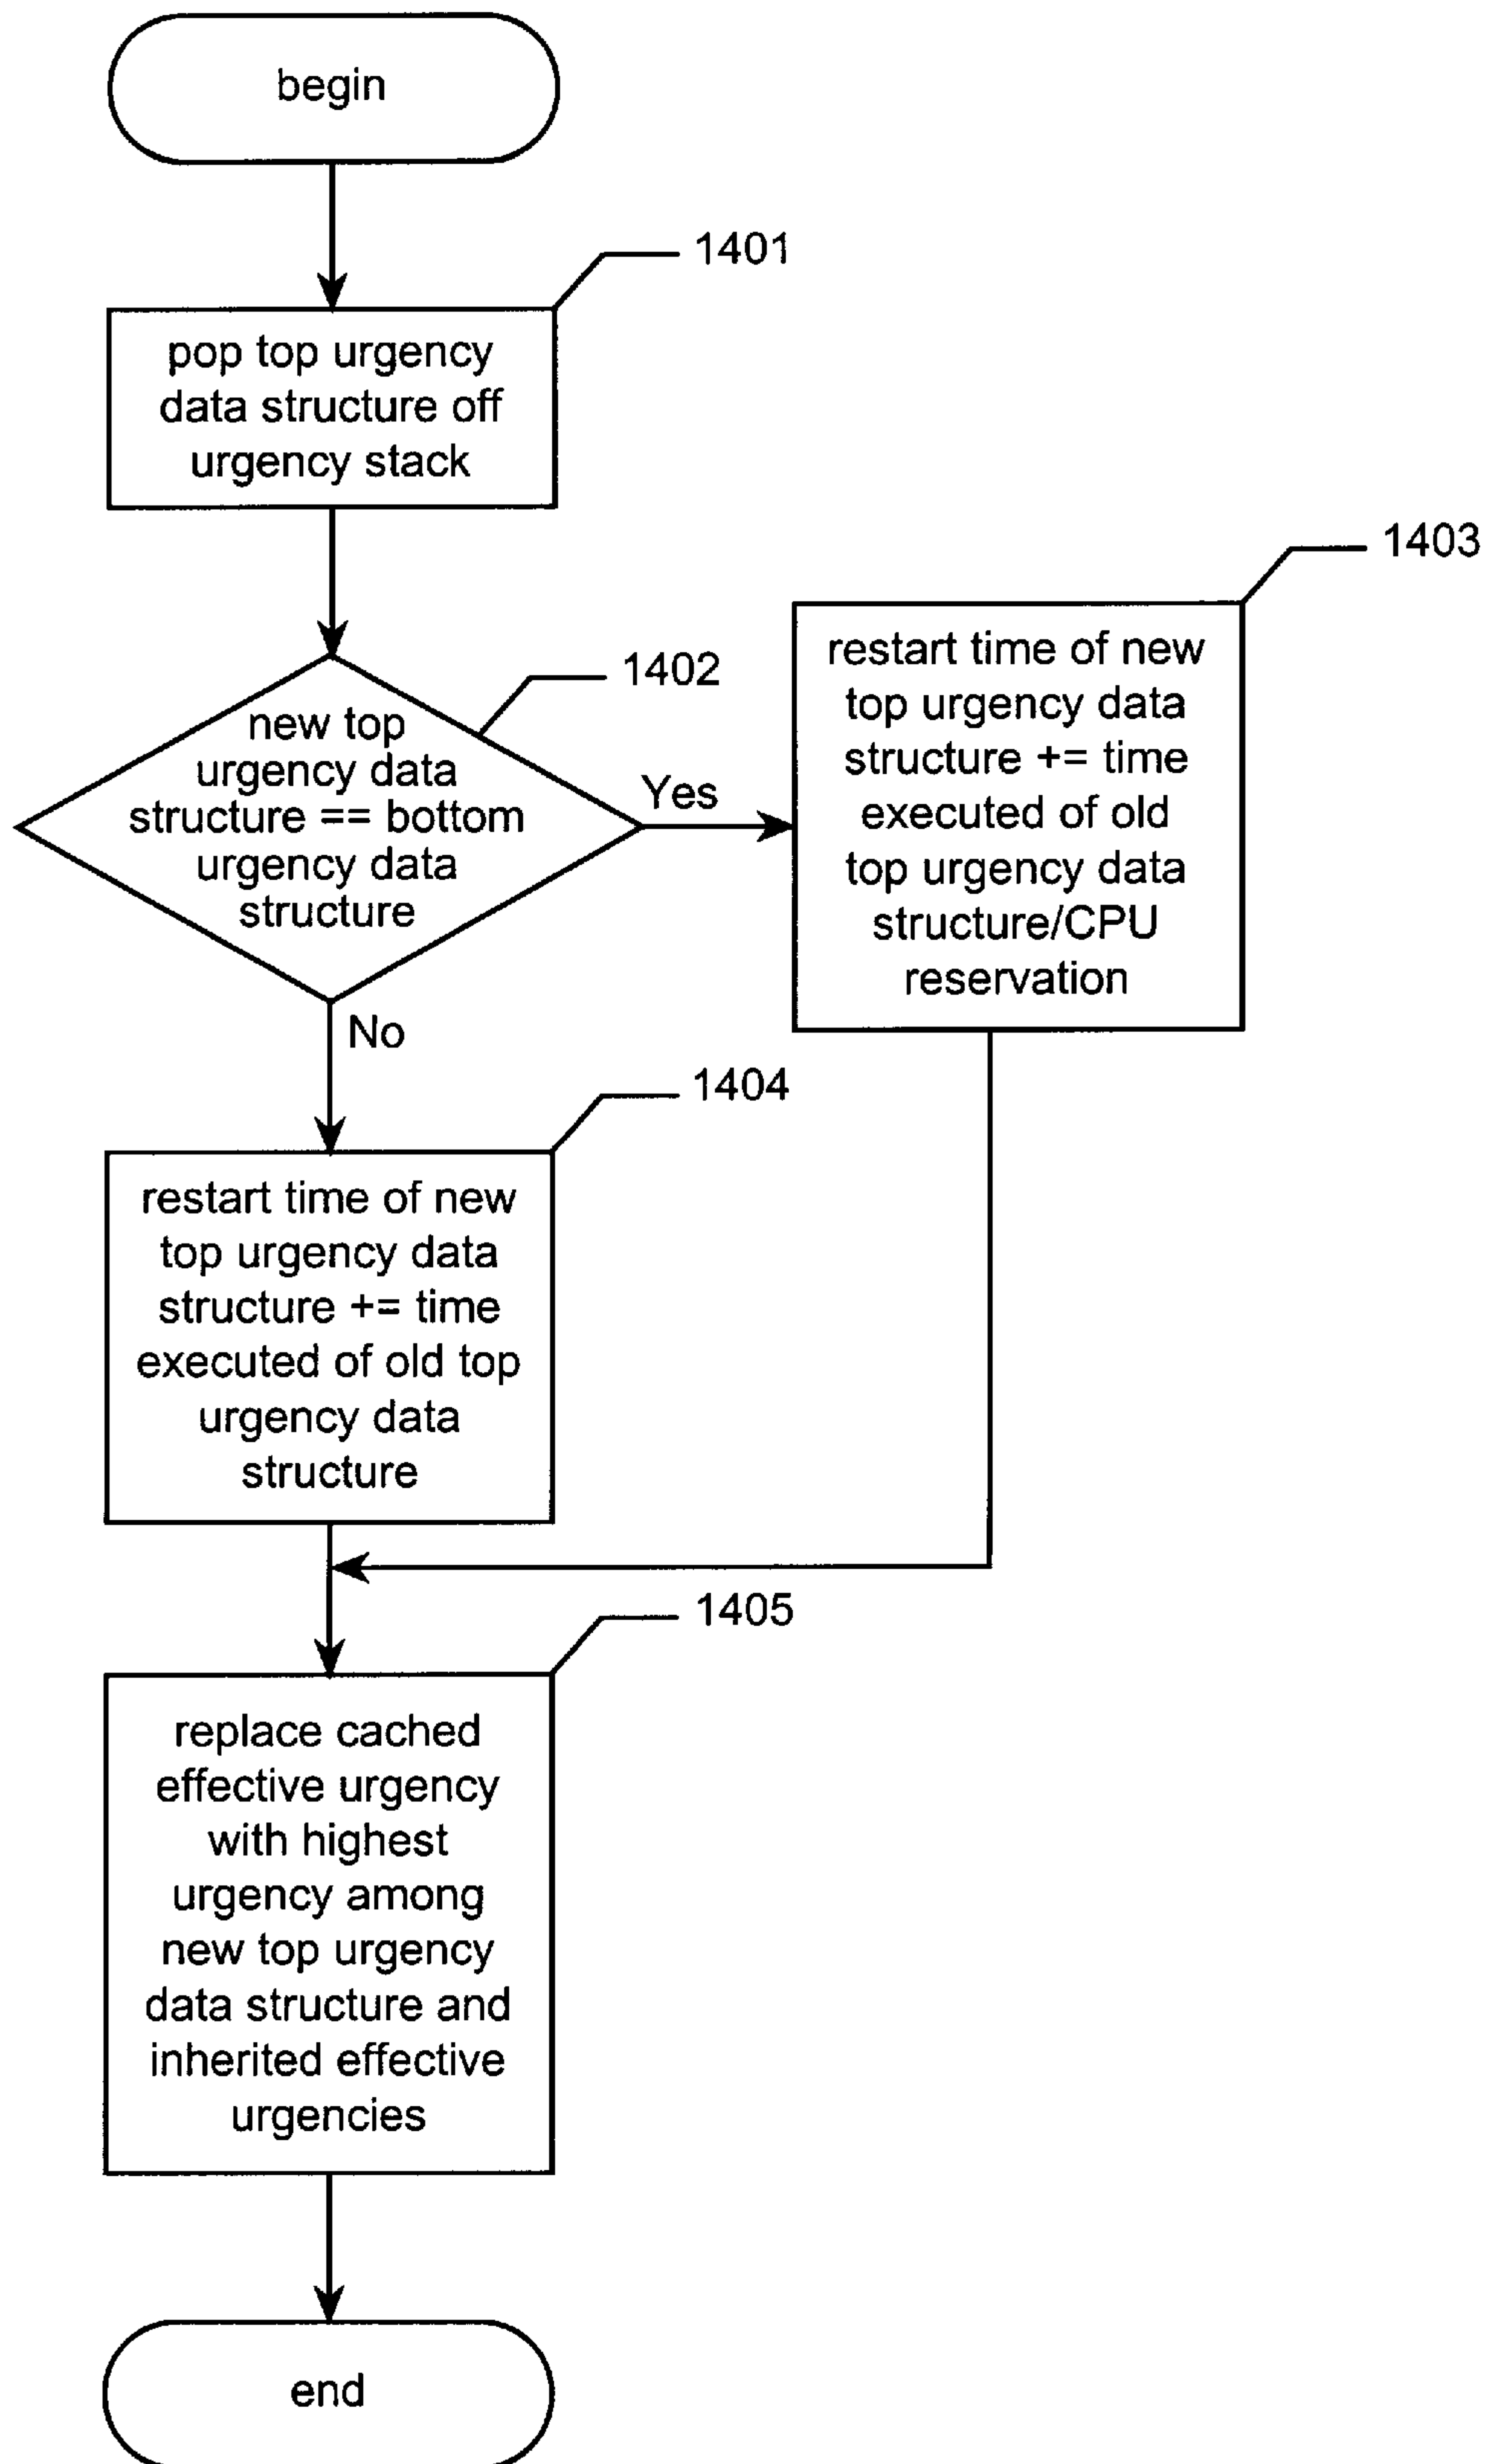 begin
1401
pop top urgency
data structure off
urgency stack
1402
new top
urgency data
structure == bottom
urgency data
structure
Yes
1403
restart time of new
top urgency data
structure += time
executed of old
top urgency data
structure/CPU
reservation
No
1404
restart time of new
top urgency data
structure += time
executed of old top
urgency data
structure
1405
replace cached
effective urgency
with highest
urgency among
new top urgency
data structure and
inherited effective
urgencies
end